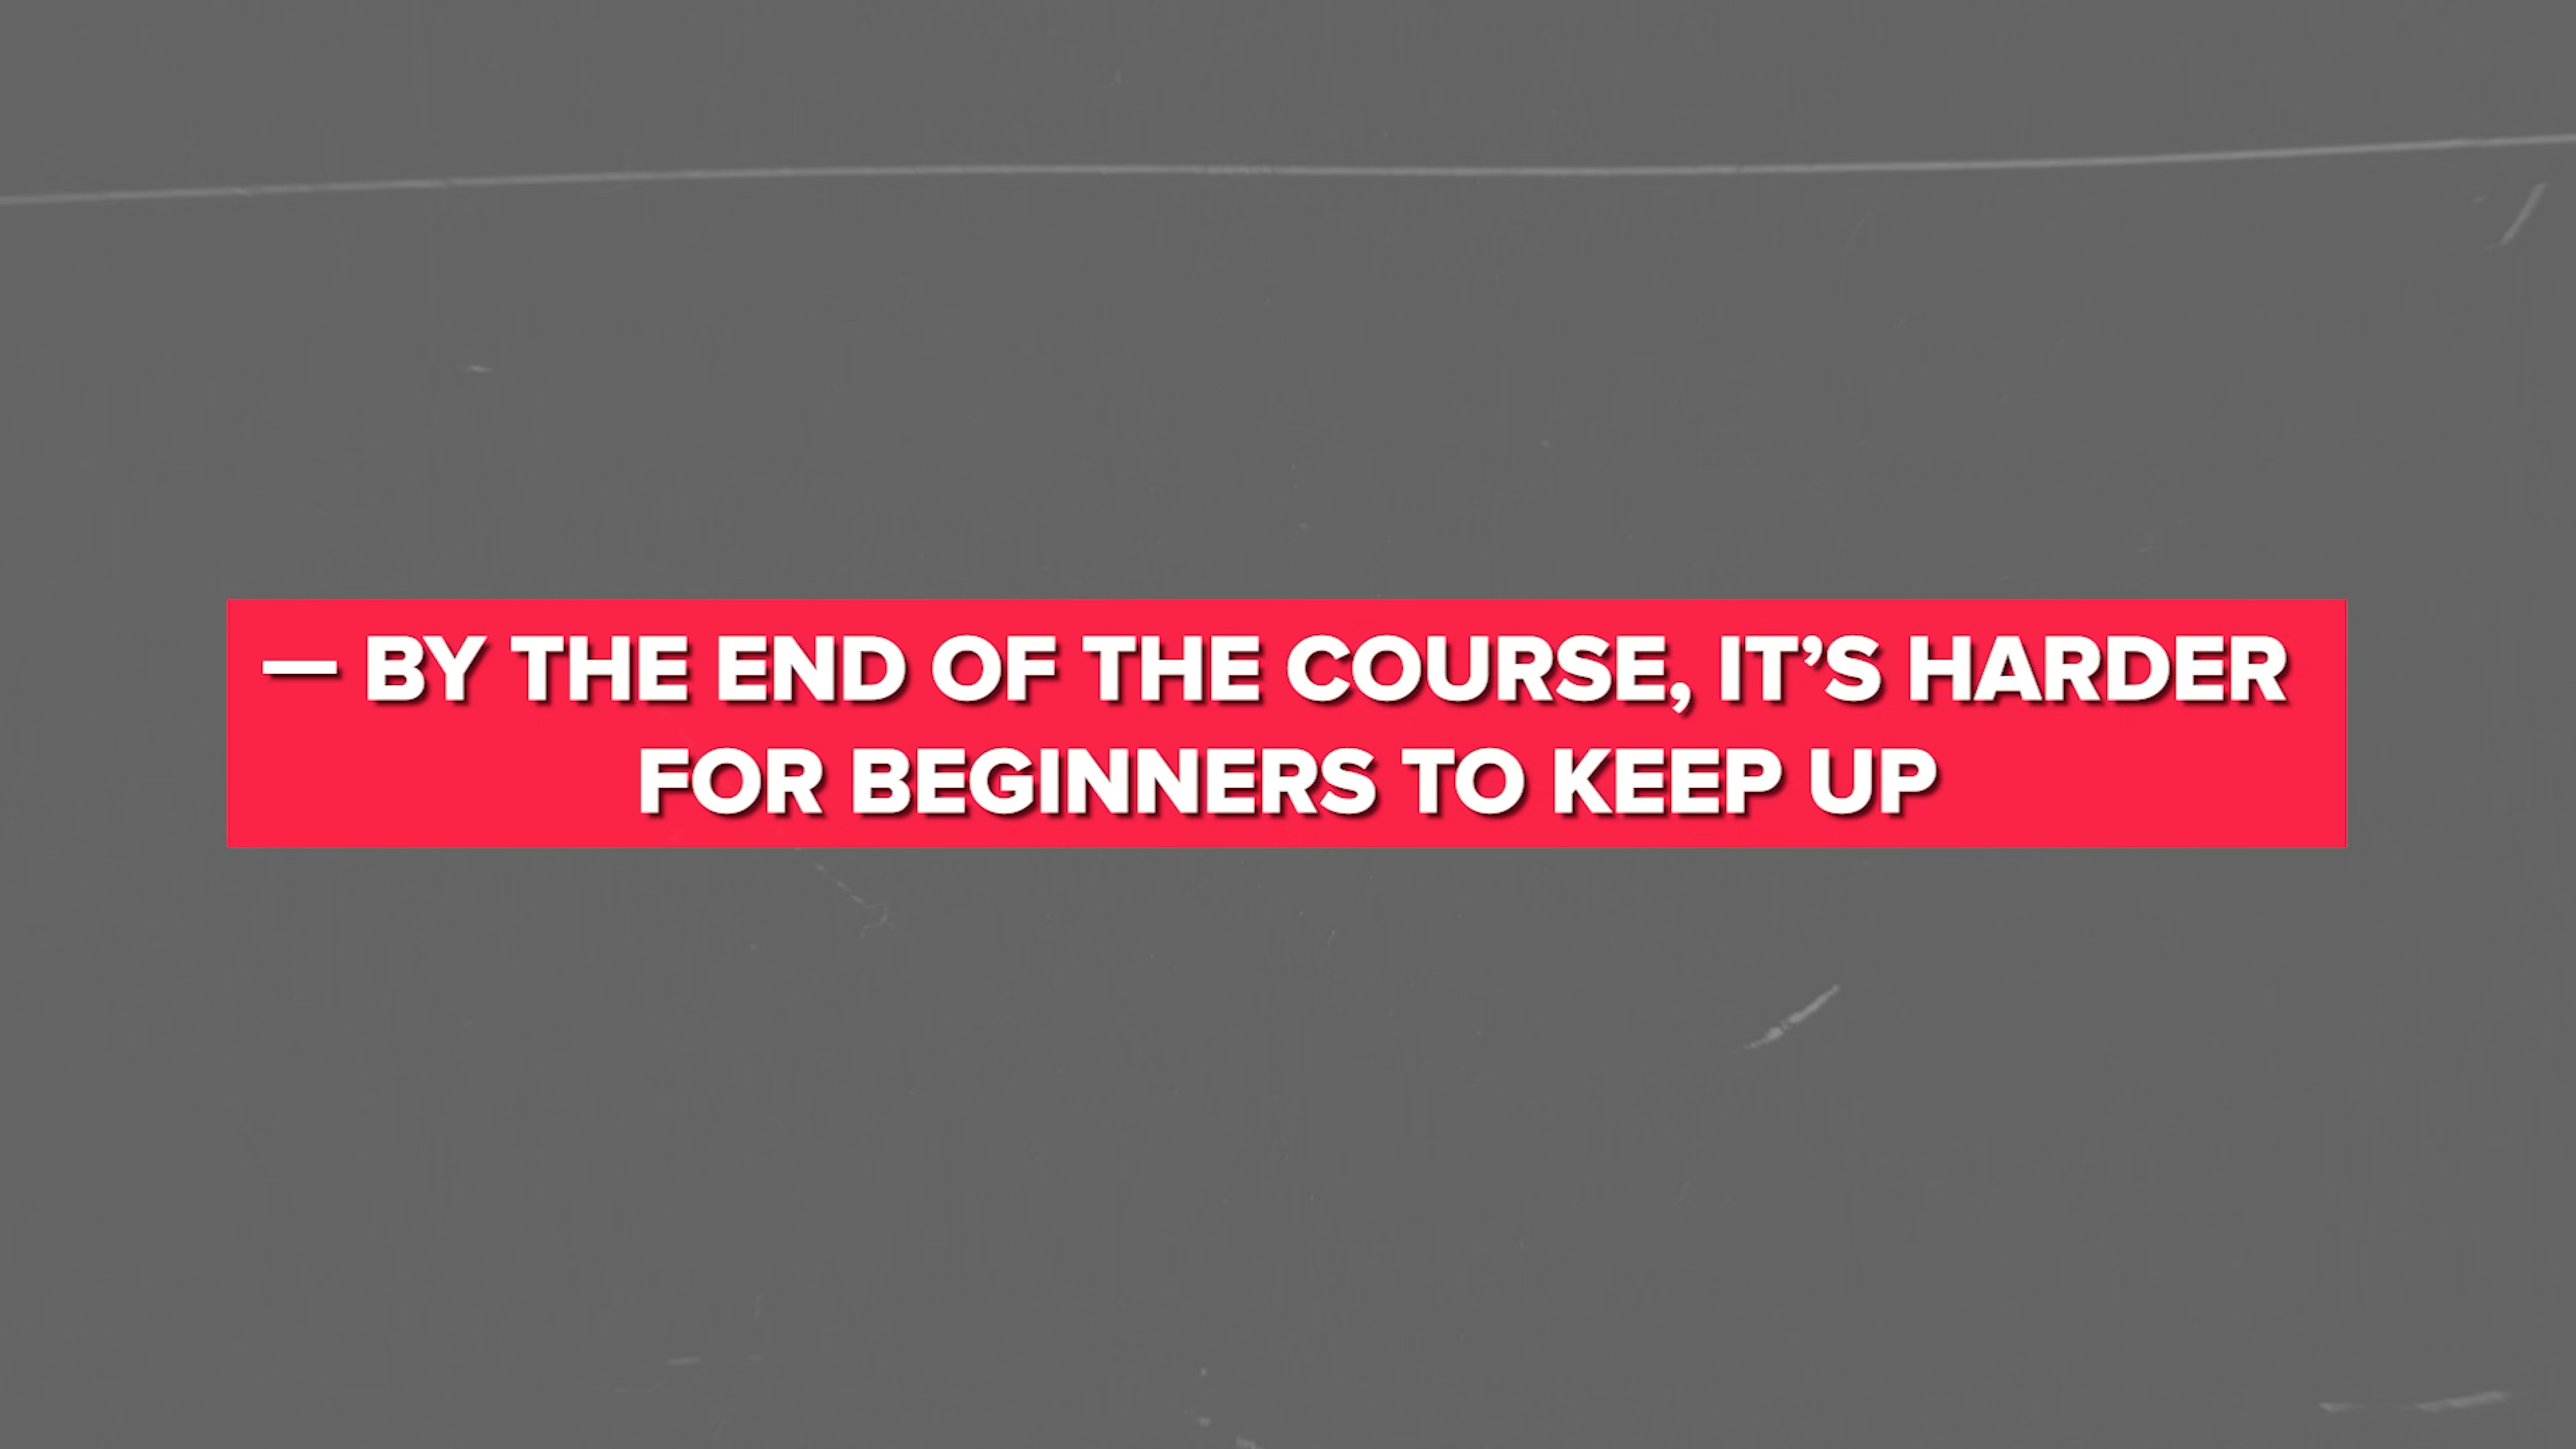 — BY THE END OF THE COURSE, IT’S HARDER
FOR BEGINNERS TO KEEP UP